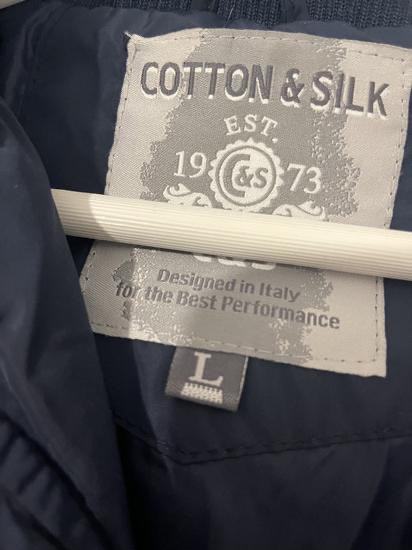 COTTON & SILK
EST.
19 C&S 73
Designed in Italy
for the Best Performance
L